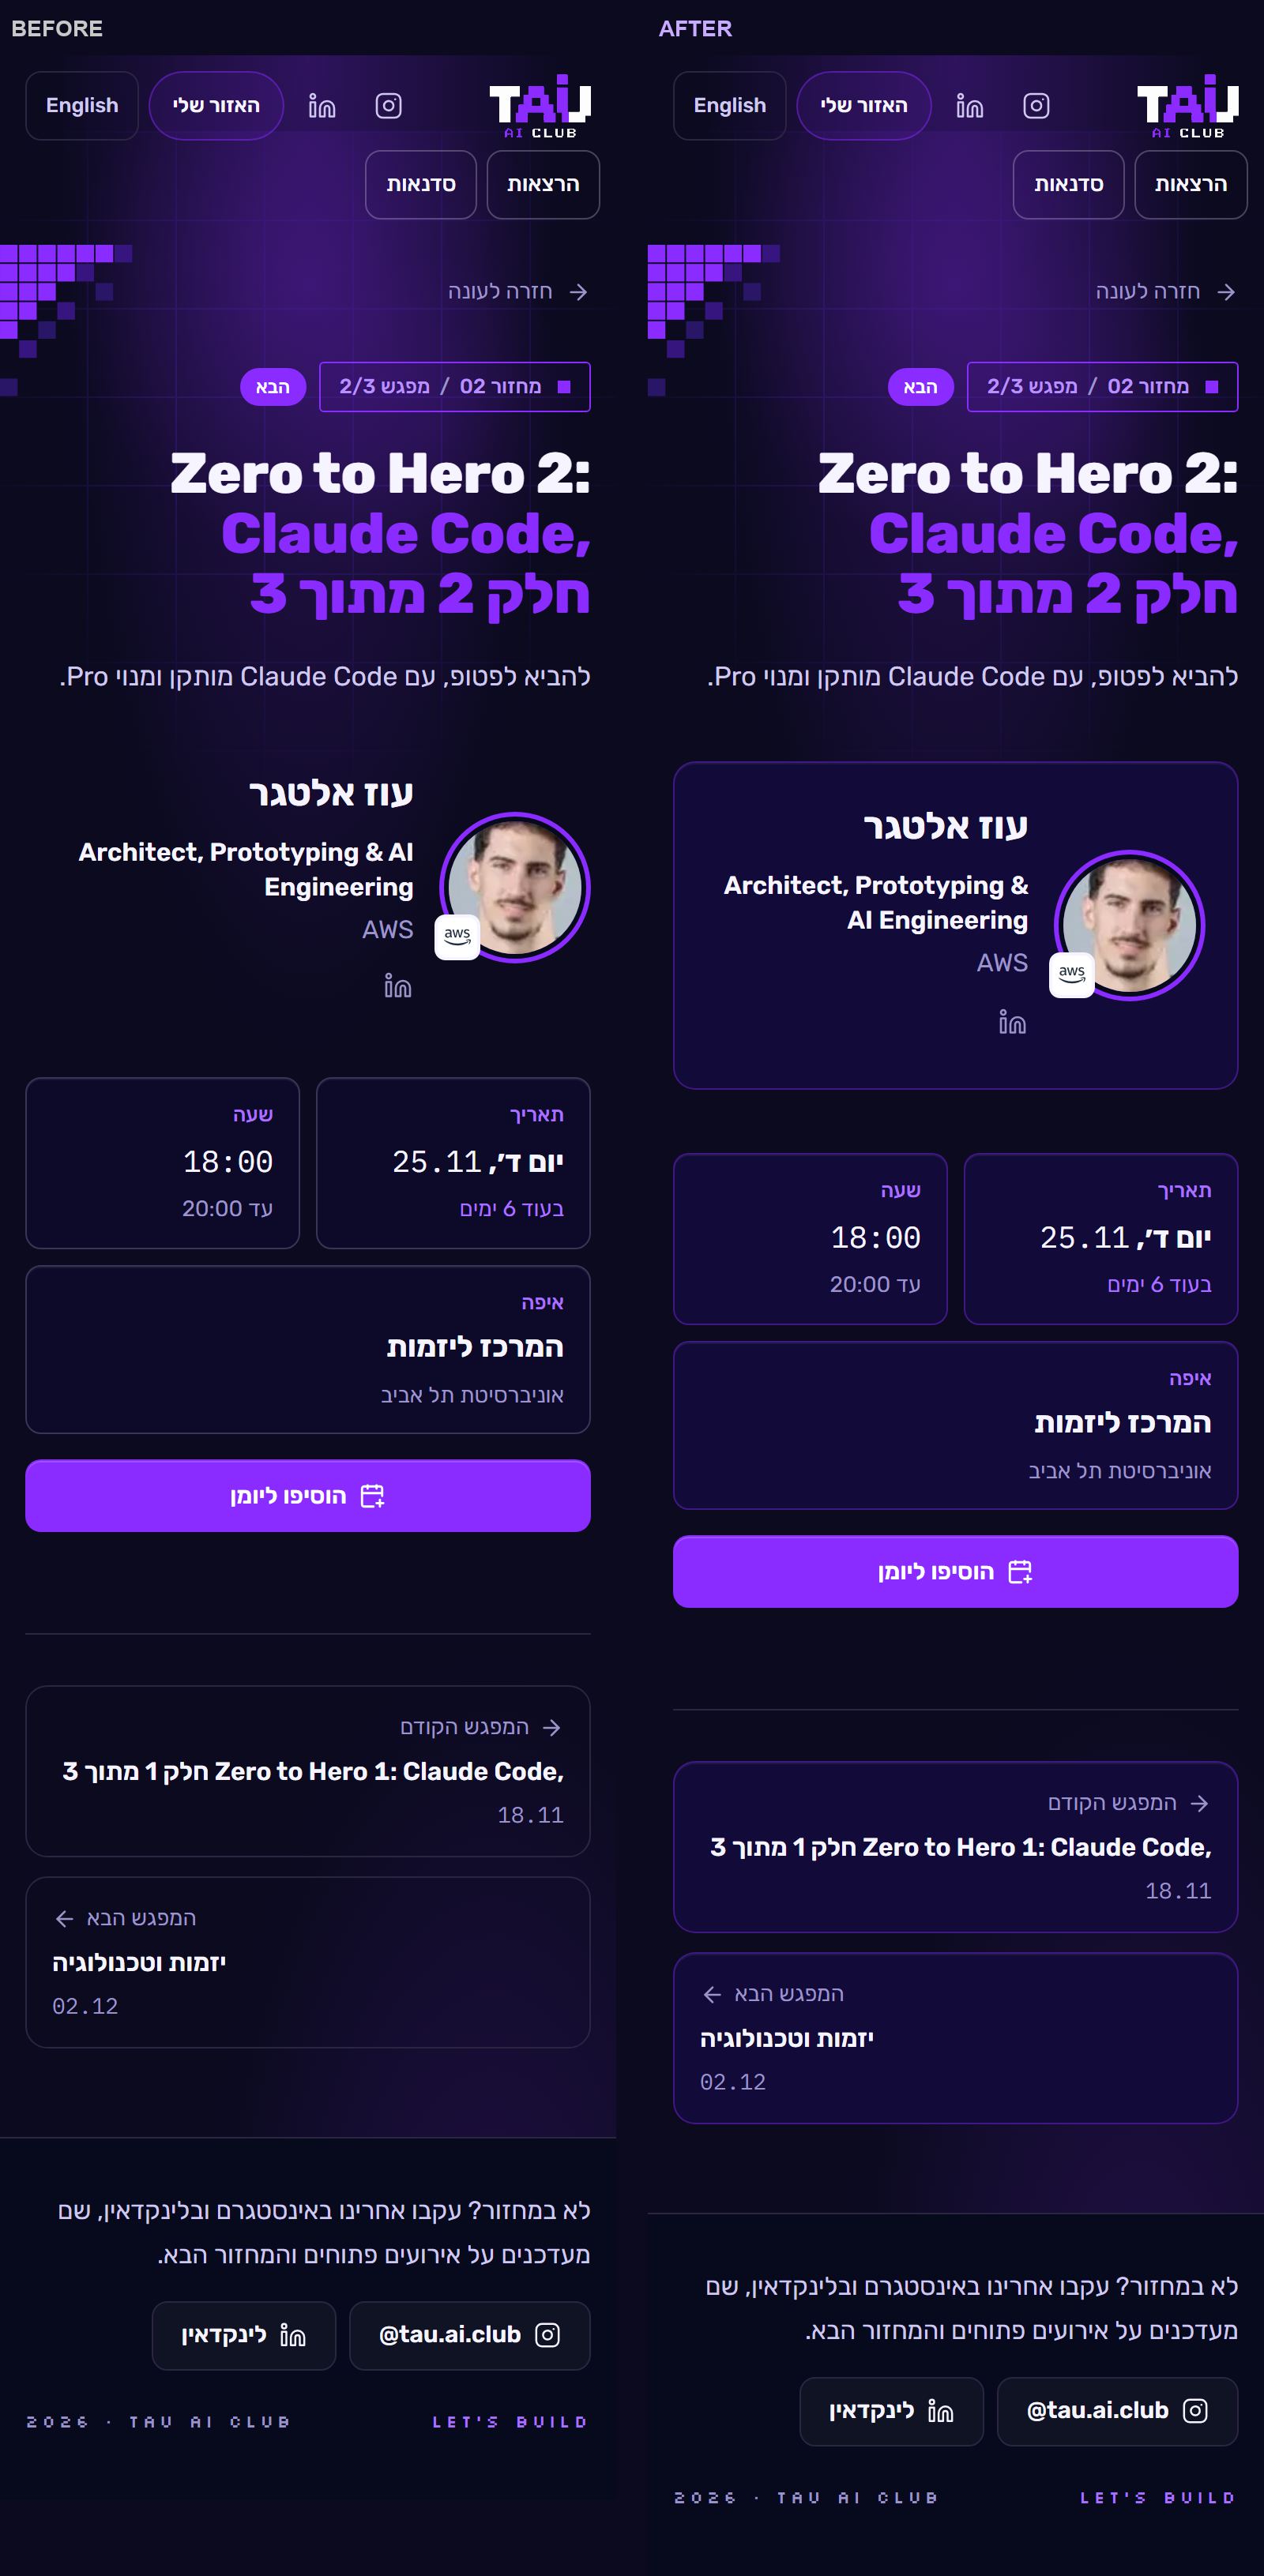 BEFORE
English
האזור שלי
TAU
AI CLUB
סדנאות
הרצאות
חזרה לעונה
מחזור 02 / מפגש 2/3
הבא
Zero to Hero 2:
Claude Code,
חלק 2 מתוך 3
להביא לפטופ, עם Claude Code מותקן ומנוי Pro.
עוז אלטגר
Architect, Prototyping & AI
Engineering
AWS
aws
תאריך
יום ד׳, 25.11
בעוד 6 ימים
שעה
18:00
עד 20:00
איפה
המרכז ליזמות
אוניברסיטת תל אביב
הוסיפו ליומן
המפגש הקודם
Zero to Hero 1: Claude Code, חלק 1 מתוך 3
18.11
המפגש הבא
יזמות וטכנולוגיה
02.12
לא במחזור? עקבו אחרינו באינסטגרם ובלינקדאין, שם
מעדכנים על אירועים פתוחים והמחזור הבא.
@tau.ai.club
לינקדאין
LET'S BUILD
2026 · TAU AI CLUB
AFTER
English
האזור שלי
TAU
AI CLUB
סדנאות
הרצאות
חזרה לעונה
מחזור 02 / מפגש 2/3
הבא
Zero to Hero 2:
Claude Code,
חלק 2 מתוך 3
להביא לפטופ, עם Claude Code מותקן ומנוי Pro.
עוז אלטגר
Architect, Prototyping &
AI Engineering
AWS
aws
תאריך
יום ד׳, 25.11
בעוד 6 ימים
שעה
18:00
עד 20:00
איפה
המרכז ליזמות
אוניברסיטת תל אביב
הוסיפו ליומן
המפגש הקודם
Zero to Hero 1: Claude Code, חלק 1 מתוך 3
18.11
המפגש הבא
יזמות וטכנולוגיה
02.12
לא במחזור? עקבו אחרינו באינסטגרם ובלינקדאין, שם
מעדכנים על אירועים פתוחים והמחזור הבא.
@tau.ai.club
לינקדאין
LET'S BUILD
2026 · TAU AI CLUB